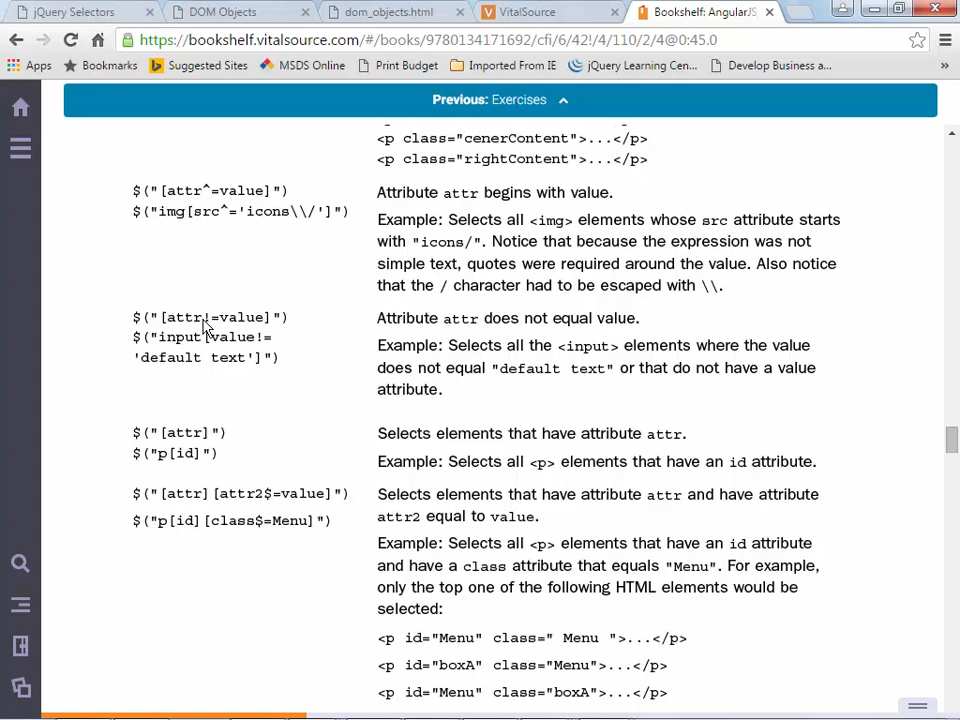 jQuery Selectors
DOM Objects
dom_objects.html
VitalSource
Bookshelf: AngularJS
https://bookshelf.vitalsource.com/#/books/9780134171692/cfi/6/42!/4/110/2/4@0:45.0
Apps
Bookmarks
Suggested Sites
MSDS Online
Print Budget
Imported From IE
jQuery Learning Cen...
Develop Business a...
»
Previous: Exercises
<p class="cenerContent">...</p>
<p class="rightContent">...</p>
$("[attr^=value]")
$("img[src^='icons\\/']")
Attribute attr begins with value.
Example: Selects all <img> elements whose src attribute starts
with "icons/". Notice that because the expression was not
simple text, quotes were required around the value. Also notice
that the / character had to be escaped with \\.
$("[attr!=value]")
$("input[value!=
'default text']")
Attribute attr does not equal value.
Example: Selects all the <input> elements where the value
does not equal "default text" or that do not have a value
attribute.
$("[attr]")
$("p[id]")
Selects elements that have attribute attr.
Example: Selects all <p> elements that have an id attribute.
$("[attr][attr2$=value]")
$("p[id][class$=Menu]")
Selects elements that have attribute attr and have attribute
attr2 equal to value.
Example: Selects all <p> elements that have an id attribute
and have a class attribute that equals "Menu". For example,
only the top one of the following HTML elements would be
selected:
<p id="Menu" class=" Menu ">...</p>
<p id="boxA" class="Menu">...</p>
<p id="Menu" class="boxA">...</p>